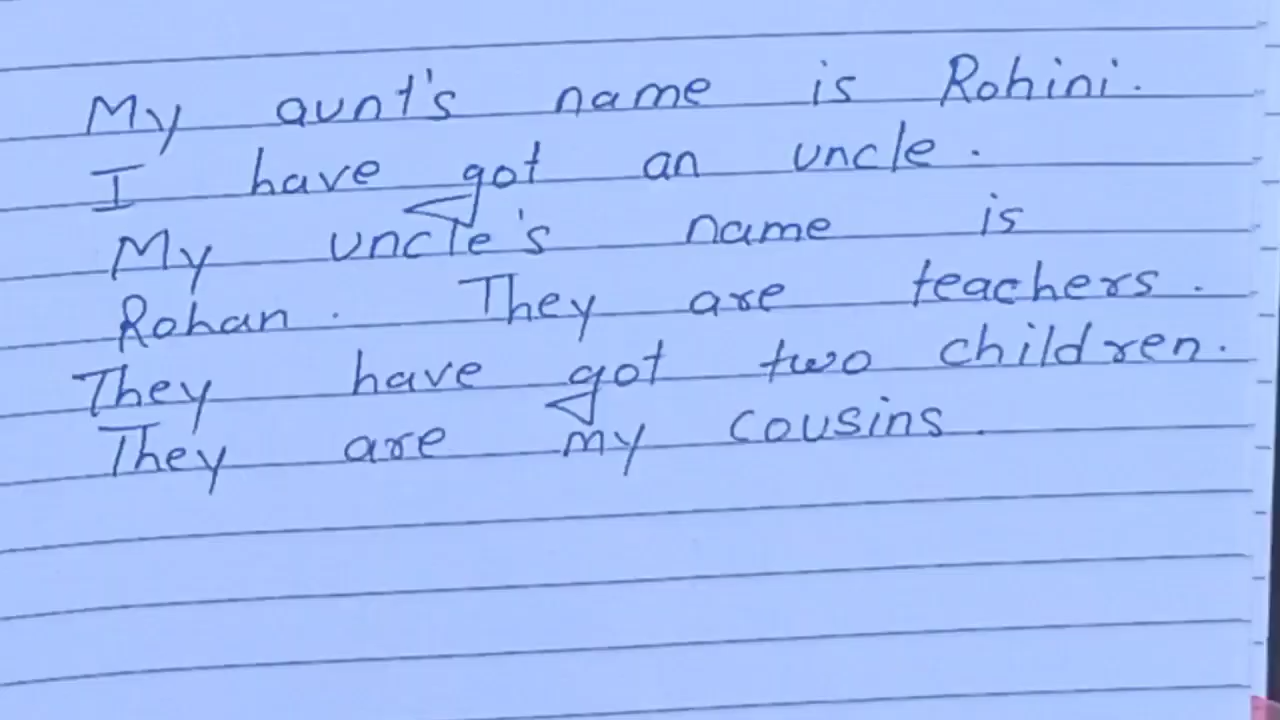 My aunt's name is Rohini.
I have got an uncle.
My uncle's name is
Rohan. They are teachers.
They have got two children.
They are my cousins.